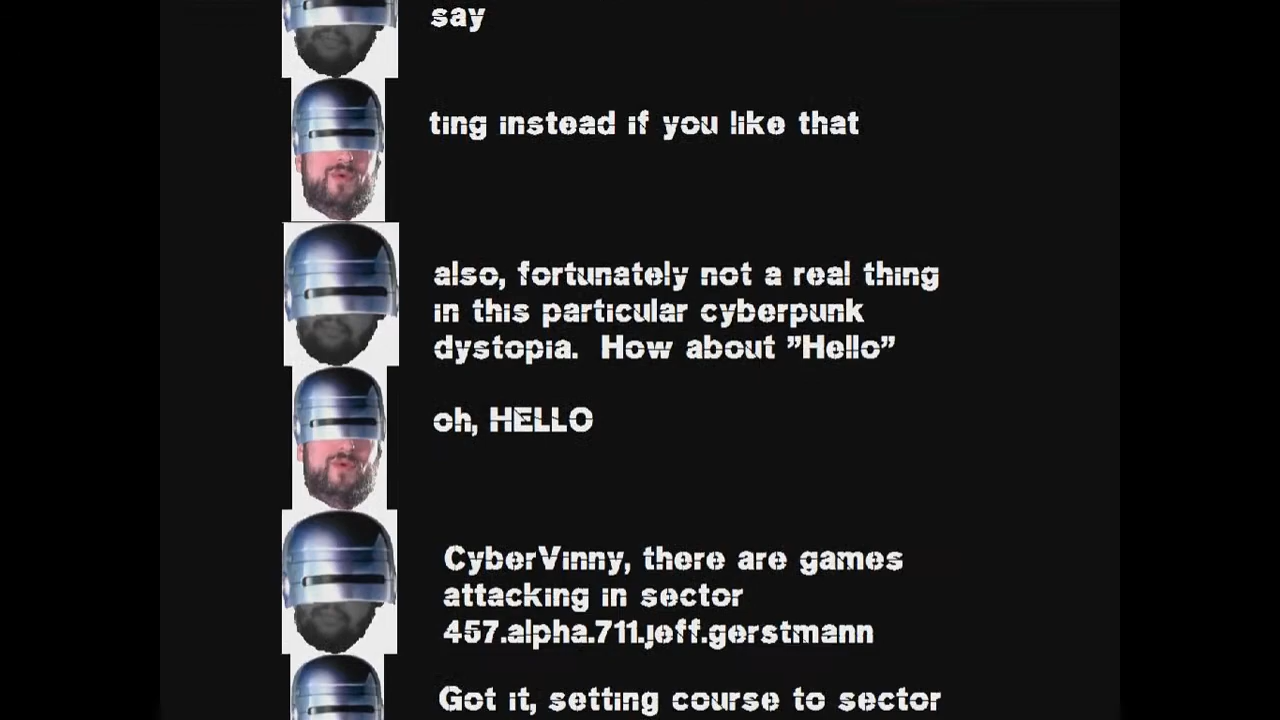 say
ting instead if you like that
also, fortunately not a real thing
in this particular cyberpunk
dystopia.  How about ”Hello”
oh, HELLO
CyberVinny, there are games
attacking in sector
457.alpha.711.jeff.gerstmann
Got it, setting course to sector